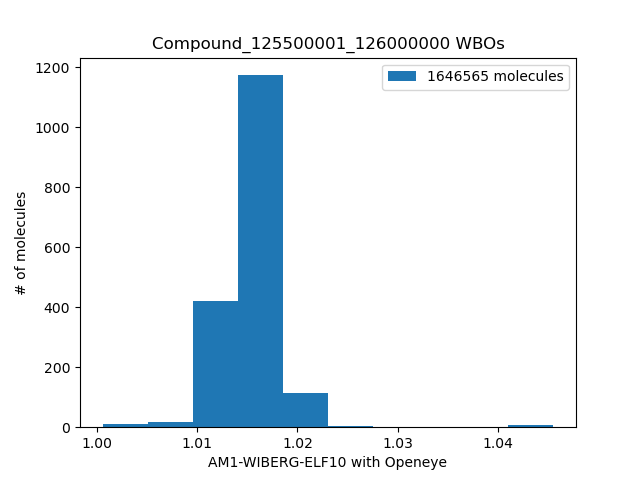 Compound_125500001_126000000 WBOs
1646565 molecules
# of molecules
1200
1000
800
600
400
200
0
1.00 1.01 1.02 1.03 1.04
AM1-WIBERG-ELF10 with Openeye